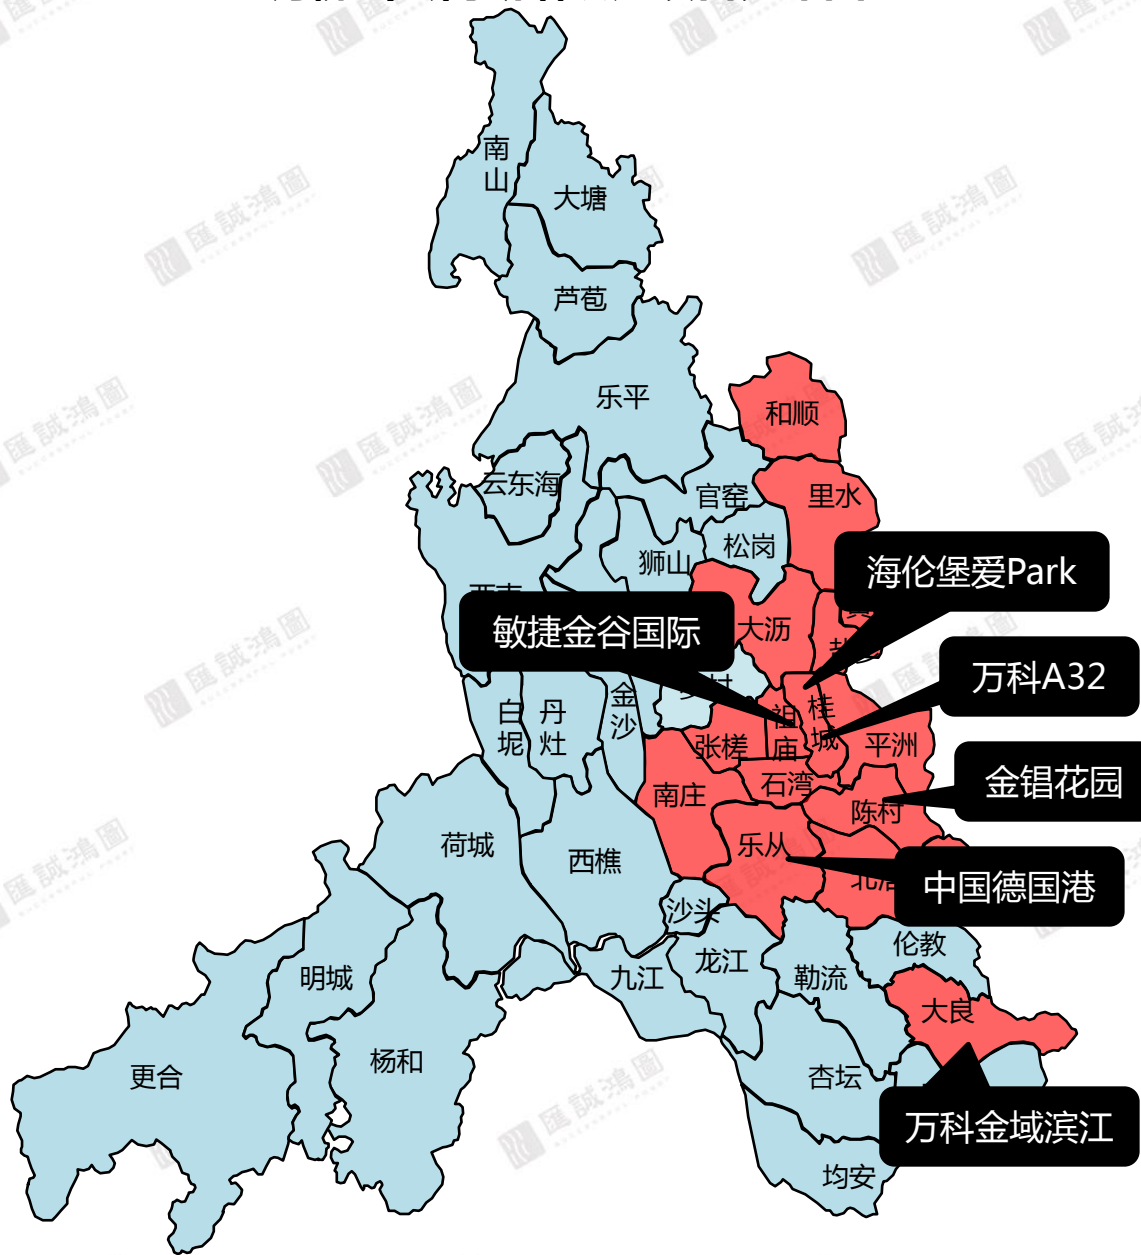 南山
大塘
芦苞
乐平
和顺
云东海
官窑
里水
松岗
狮山
海伦堡爱Park
敏捷金谷国际
大沥
万科A32
白坭
丹灶
金沙
祖庙
桂城
张槎
平洲
石湾
南庄
金锠花园
陈村
荷城
西樵
乐从
中国德国港
沙头
伦教
明城
九江
龙江
勒流
大良
更合
杨和
杏坛
万科金域滨江
均安
匯誠鴻圖